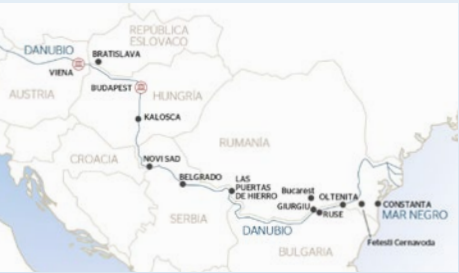 REPÚBLICA
ESLOVACO
DANUBIO
BRATISLAVA
VIENA
AUSTRIA
BUDAPEST
HUNGRÍA
KALOSCA
RUMANÍA
CROACIA
NOVI SAD
BELGRADO
LAS
PUERTAS
DE HIERRO
Bucarest
OLTENITA
GIURGIU
RUSE
CONSTANTA
MAR NEGRO
SERBIA
DANUBIO
Fetesti Cernavoda
BULGARIA